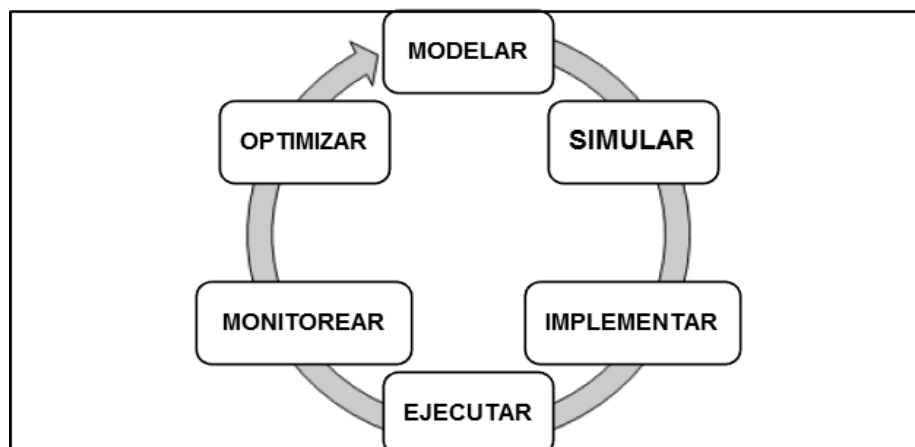 MODELAR
SIMULAR
IMPLEMENTAR
EJECUTAR
MONITOREAR
OPTIMIZAR